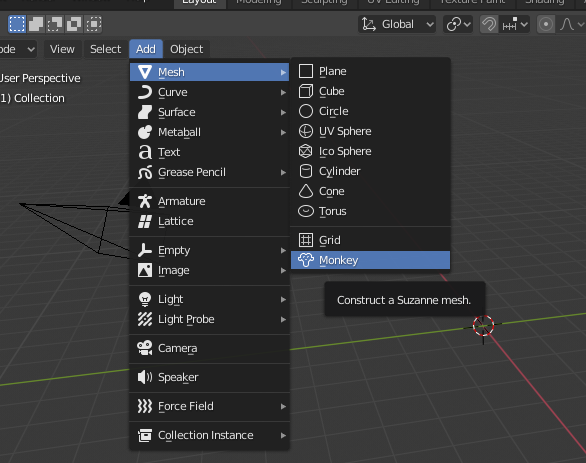 Layout Modeling Sculpting UV Editing Texture Paint Shading
Global
View Select Add Object
User Perspective
1) Collection
Mesh
Curve
Surface
Metaball
Text
Grease Pencil
Armature
Lattice
Empty
Image
Light
Light Probe
Camera
Speaker
Force Field
Collection Instance
Plane
Cube
Circle
UV Sphere
Ico Sphere
Cylinder
Cone
Torus
Grid
Monkey
Construct a Suzanne mesh.